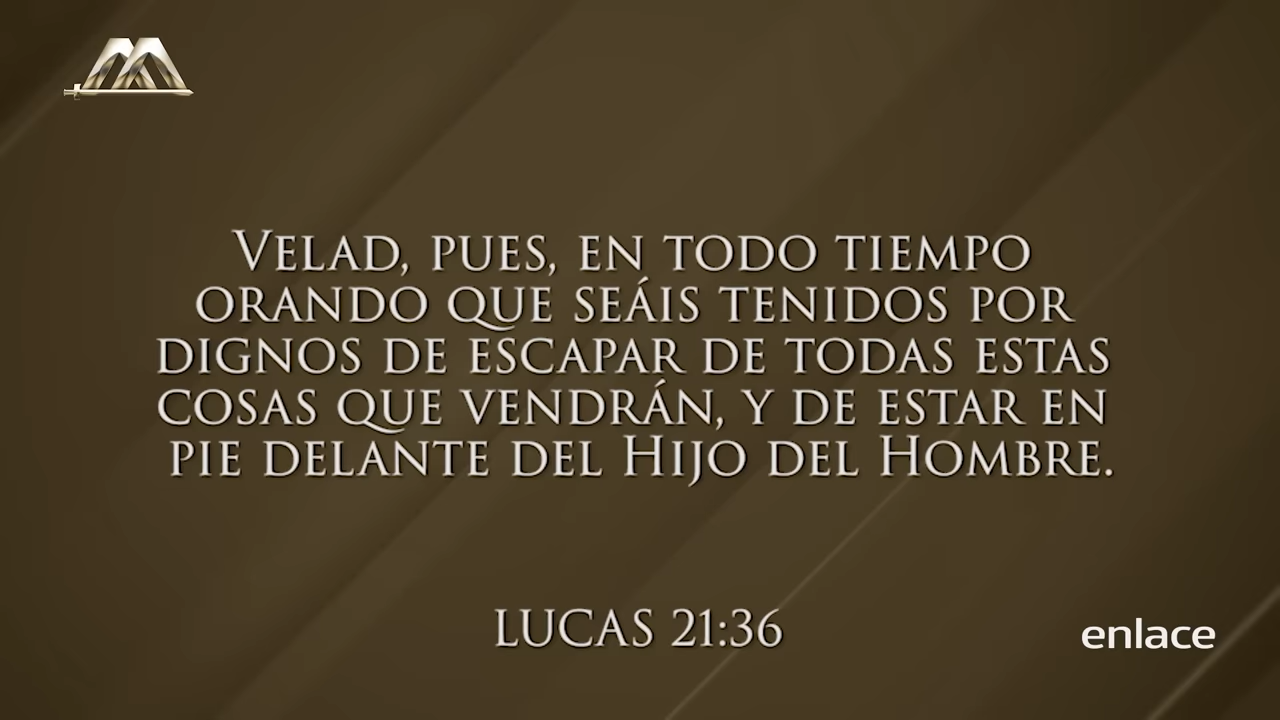 Velad, pues, en todo tiempo
orando que seáis tenidos por
dignos de escapar de todas estas
cosas que vendrán, y de estar en
pie delante del Hijo del Hombre.
LUCAS 21:36
enlace